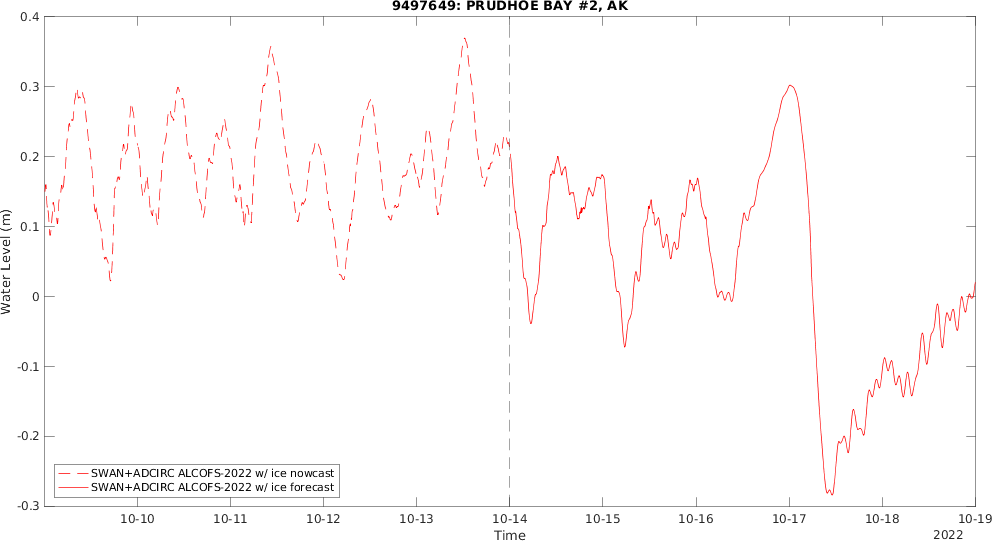 9497649: PRUDHOE BAY #2, AK
0.4
0.3
0.2
0.1
0
-0.1
-0.2
-0.3
Water Level (m)
SWAN+ADCIRC ALCOFS-2022 w/ ice nowcast
SWAN+ADCIRC ALCOFS-2022 w/ ice forecast
10-10 10-11 10-12 10-13 10-14 10-15 10-16 10-17 10-18 10-19
Time
2022